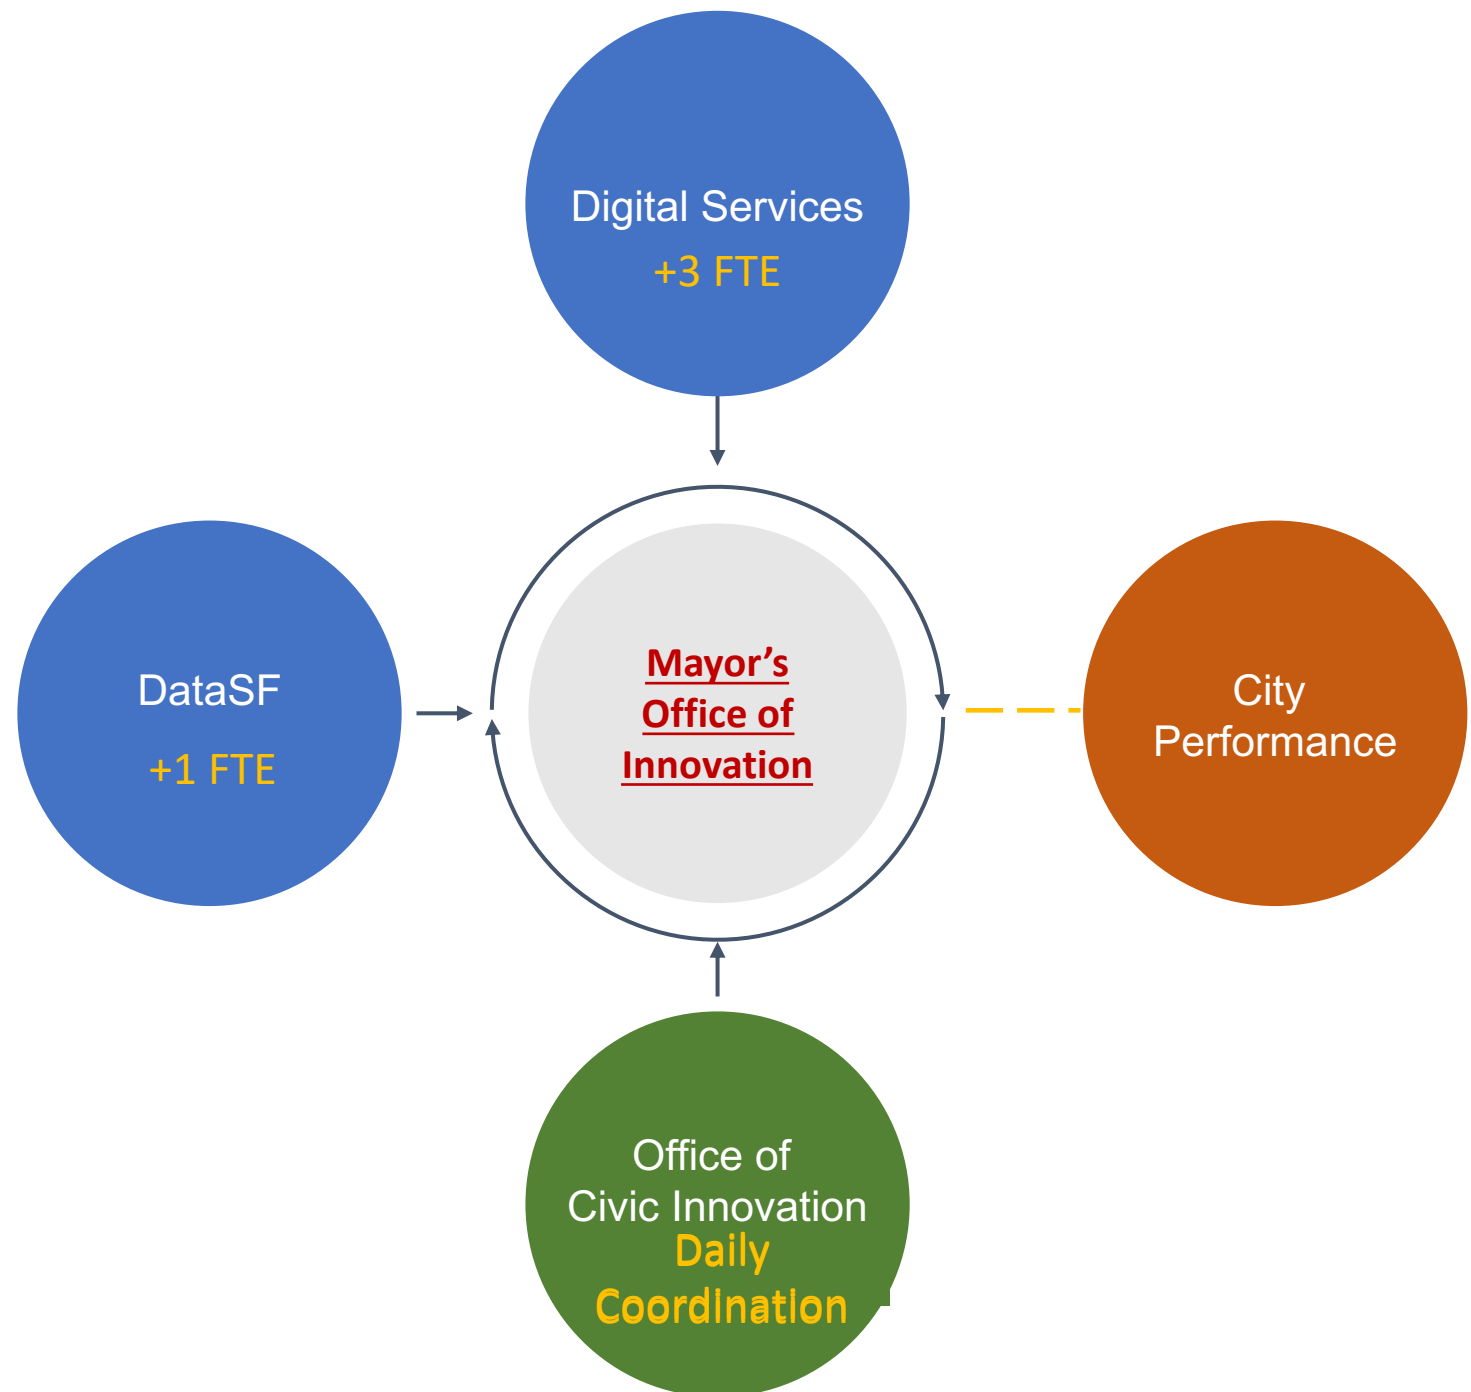 Digital Services
+3 FTE
DataSF
+1 FTE
Mayor’s
Office of
Innovation
City
Performance
Office of
Civic Innovation
Daily
Coordination